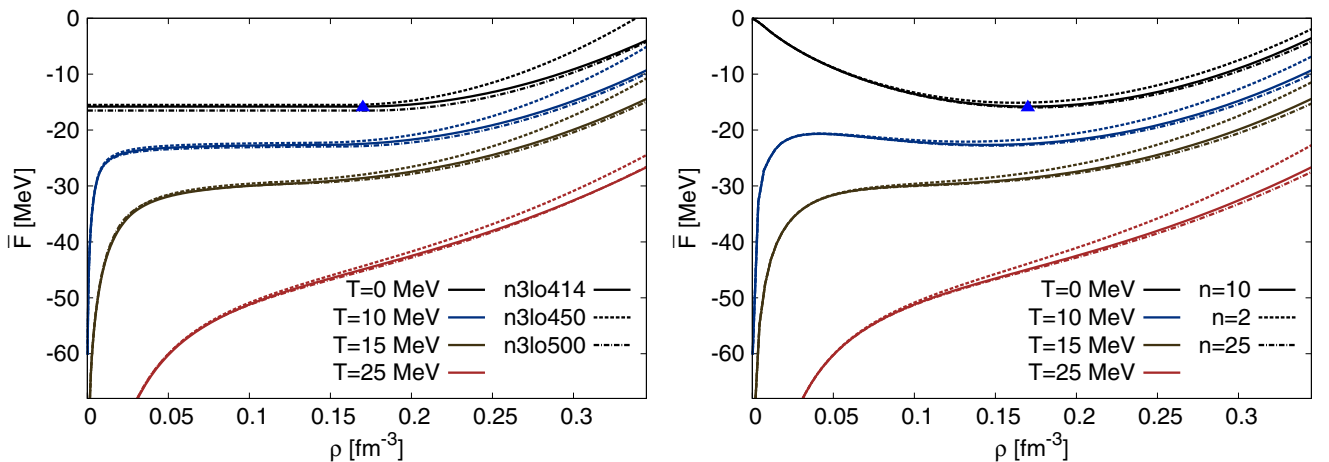 0
-10
-20
-30
-40
-50
-60
F̅ [MeV]
T=0 MeV n3lo414
T=10 MeV n3lo450
T=15 MeV n3lo500
T=25 MeV
0 0.05 0.1 0.15 0.2 0.25 0.3
ρ [fm⁻³]
0
-10
-20
-30
-40
-50
-60
F̅ [MeV]
T=0 MeV n=10
T=10 MeV n=2
T=15 MeV n=25
T=25 MeV
0 0.05 0.1 0.15 0.2 0.25 0.3
ρ [fm⁻³]